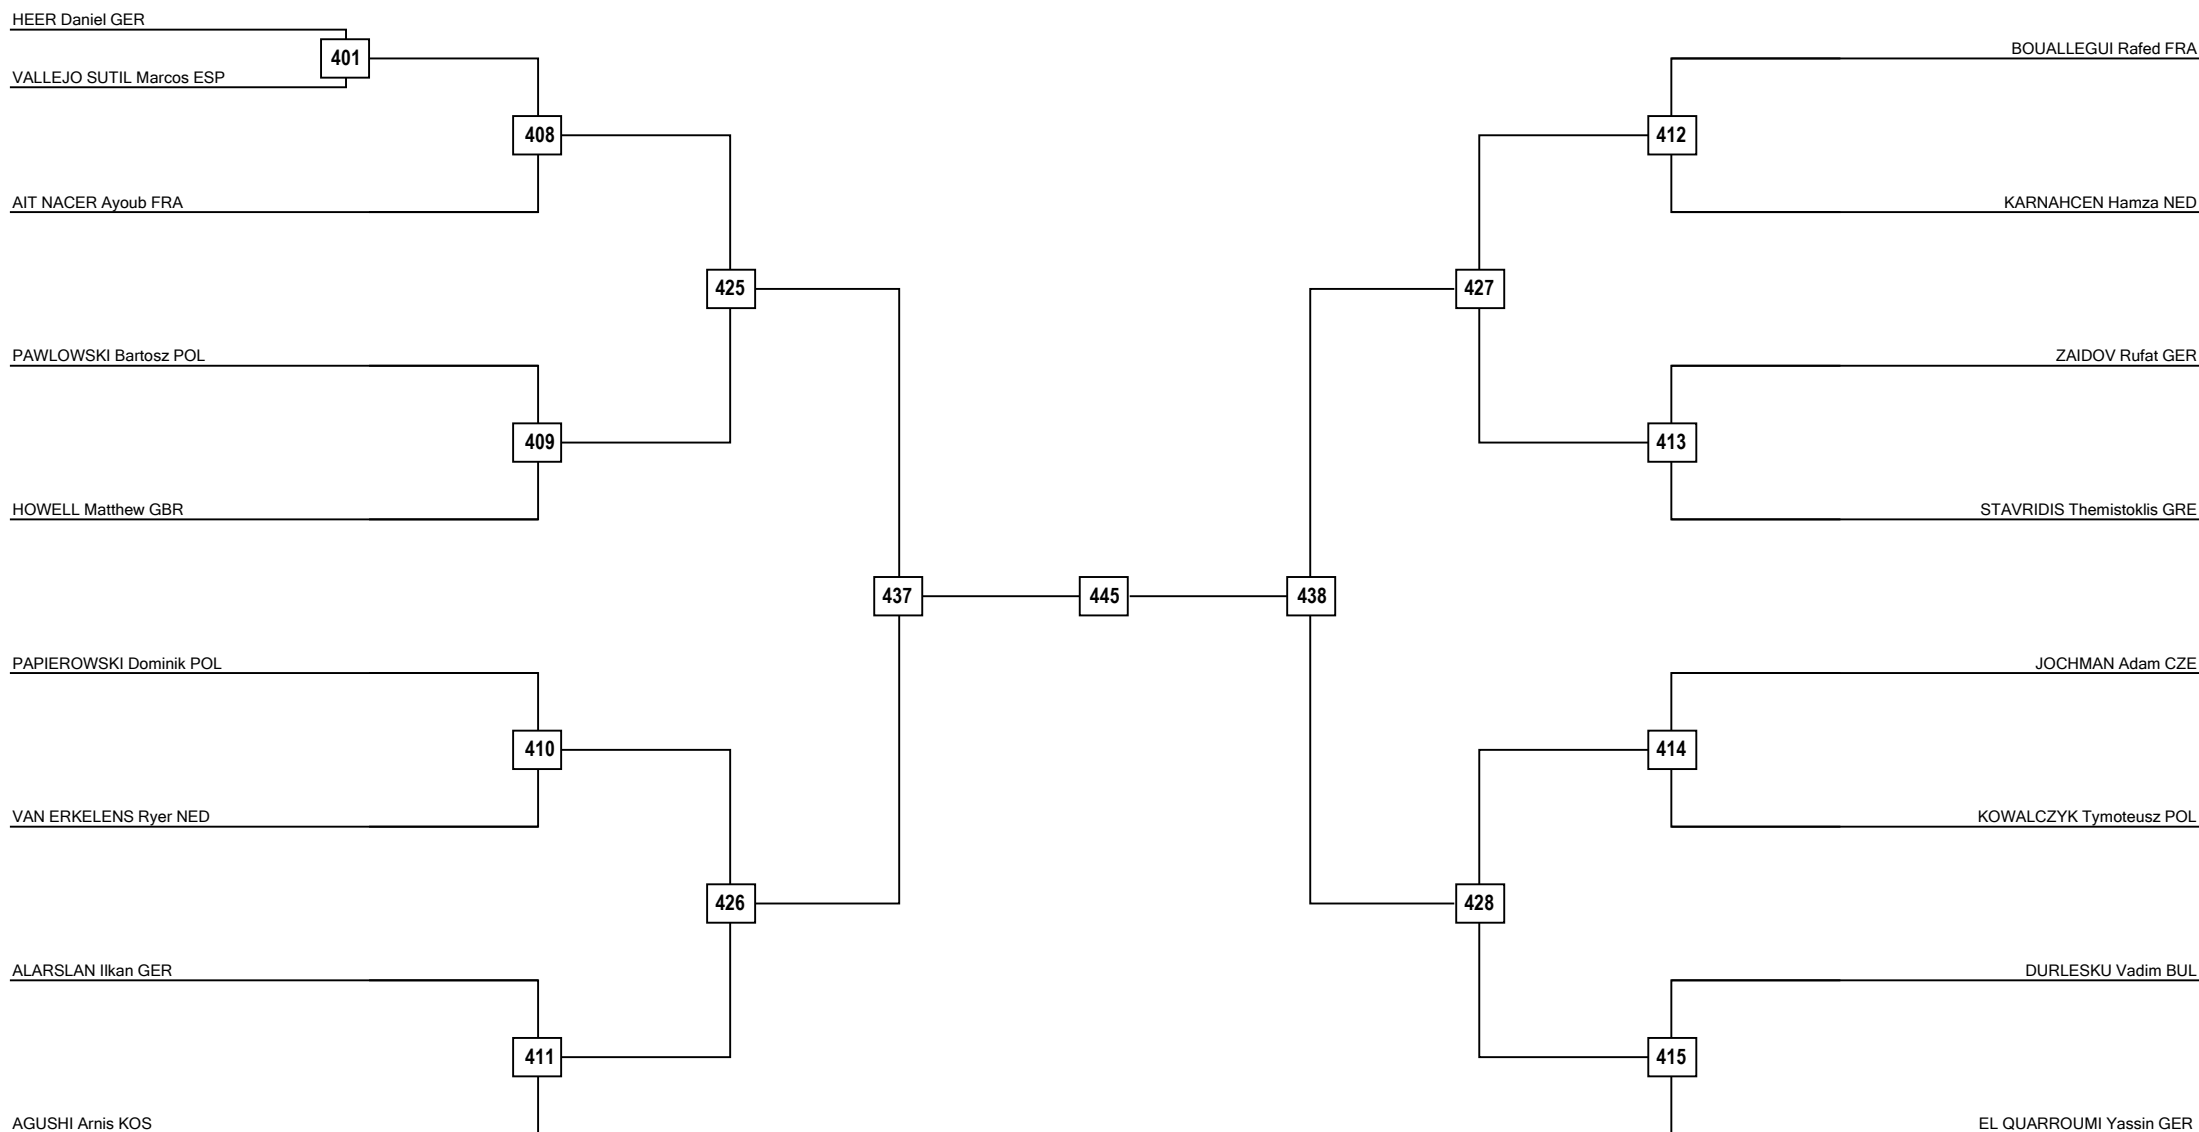 HEER Daniel GER
401
BOUALLEGUI Rafed FRA
VALLEJO SUTIL Marcos ESP
408
412
AIT NACER Ayoub FRA
KARNAHCEN Hamza NED
425
427
PAWLOWSKI Bartosz POL
ZAIDOV Rufat GER
409
413
HOWELL Matthew GBR
STAVRIDIS Themistoklis GRE
437
445
438
PAPIEROWSKI Dominik POL
JOCHMAN Adam CZE
410
414
VAN ERKELENS Ryer NED
KOWALCZYK Tymoteusz POL
426
428
ALARSLAN Ilkan GER
DURLESKU Vadim BUL
411
415
AGUSHI Arnis KOS
EL QUARROUMI Yassin GER